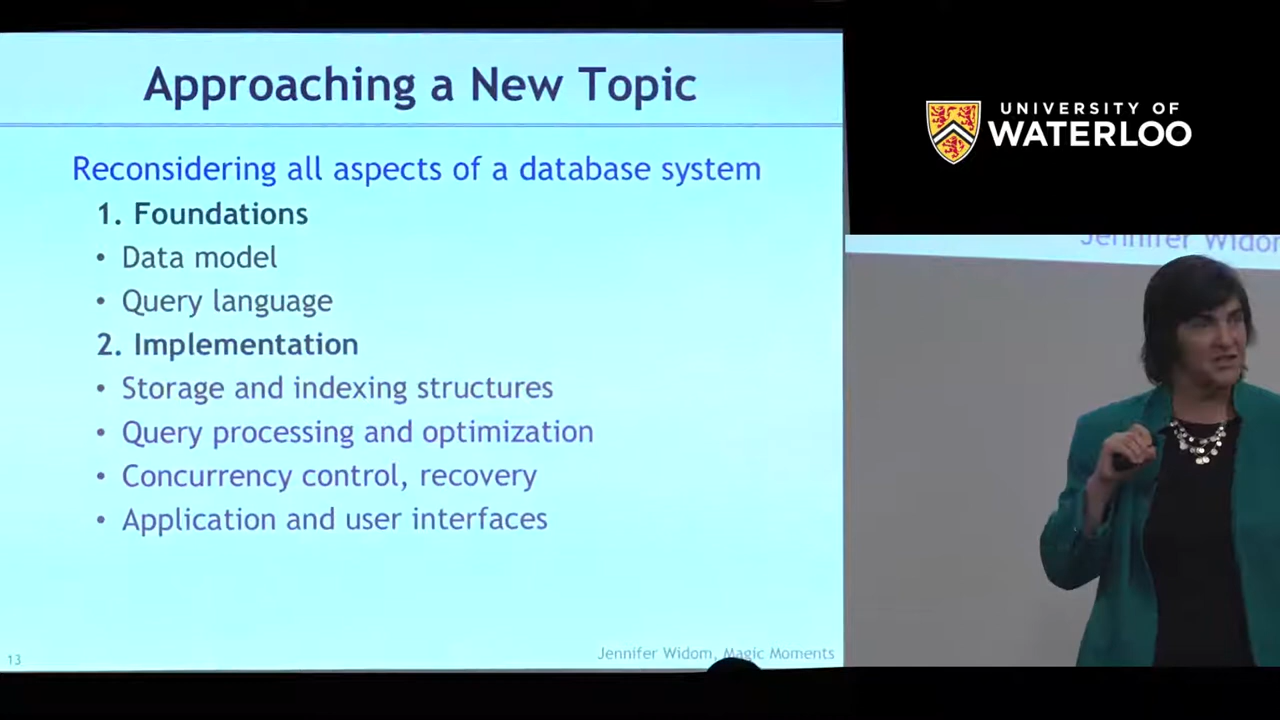 Approaching a New Topic
Reconsidering all aspects of a database system
1. Foundations
• Data model
• Query language
2. Implementation
• Storage and indexing structures
• Query processing and optimization
• Concurrency control, recovery
• Application and user interfaces
13
Jennifer Widom, Magic Moments
UNIVERSITY OF
WATERLOO
Jennifer Widom